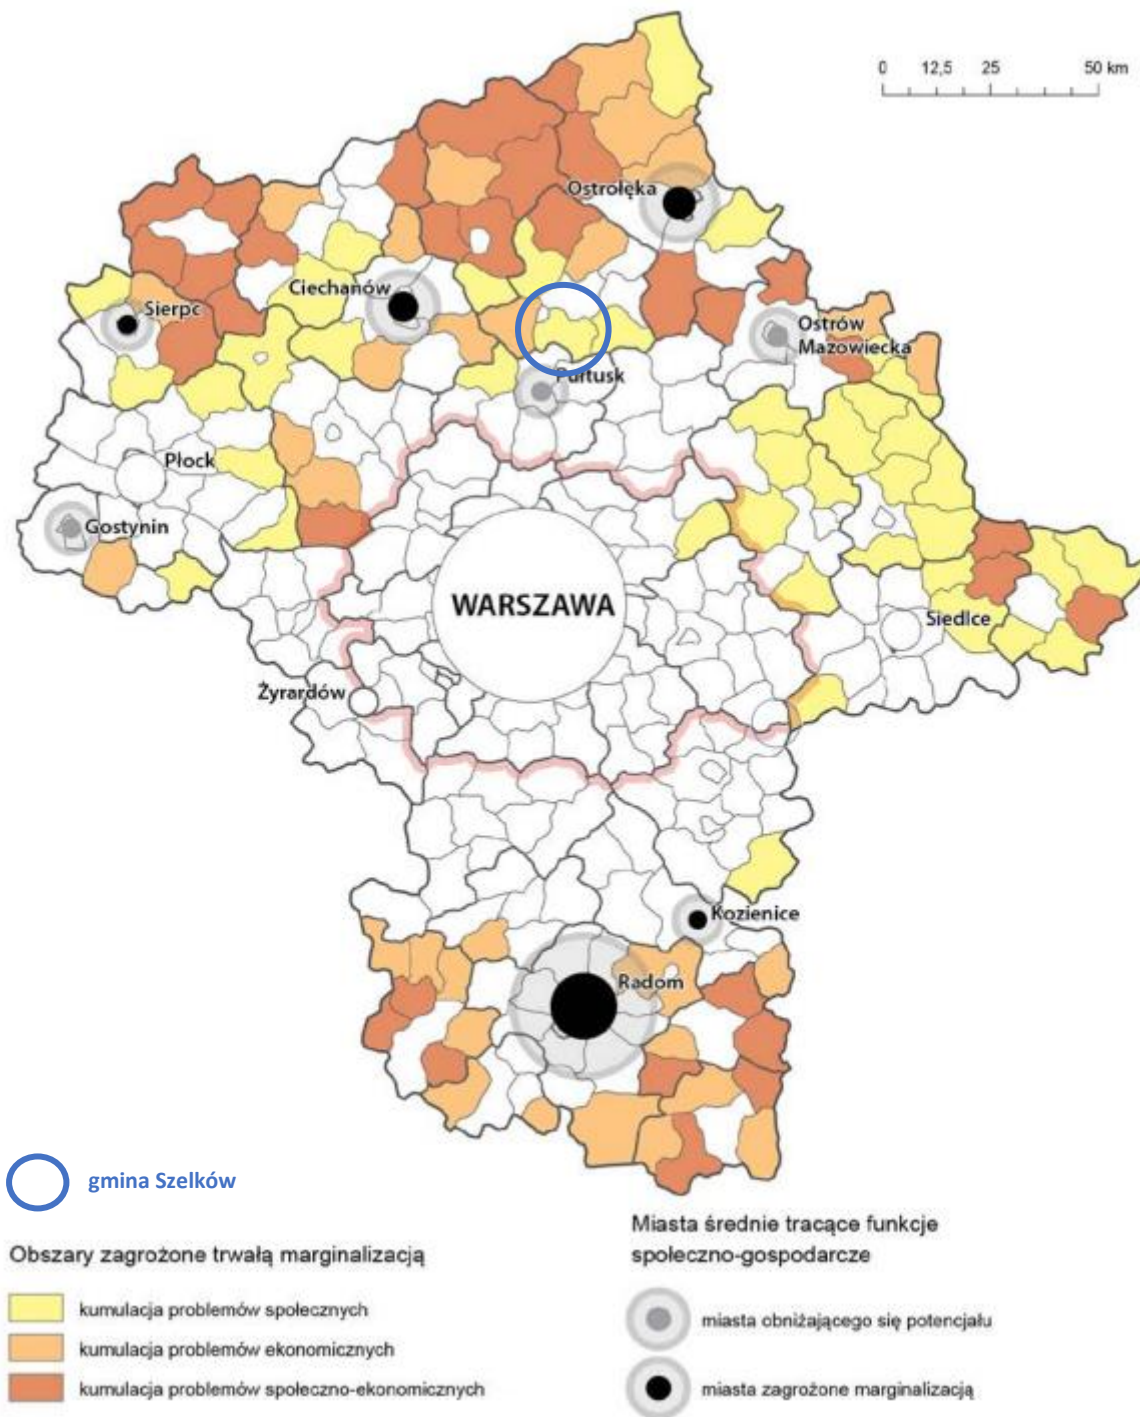 0 12,5 25 50 km
Ostrołęka
Ciechanów
Sierpc
Ostrów
Mazowiecka
Pułtusk
Płock
Gostynin
WARSZAWA
Siedlce
Żyrardów
Kozienice
Radom
gmina Szelków
Obszary zagrożone trwałą marginalizacją
kumulacja problemów społecznych
kumulacja problemów ekonomicznych
kumulacja problemów społeczno-ekonomicznych
Miasta średnie tracące funkcje
społeczno-gospodarcze
miasta obniżającego się potencjału
miasta zagrożone marginalizacją